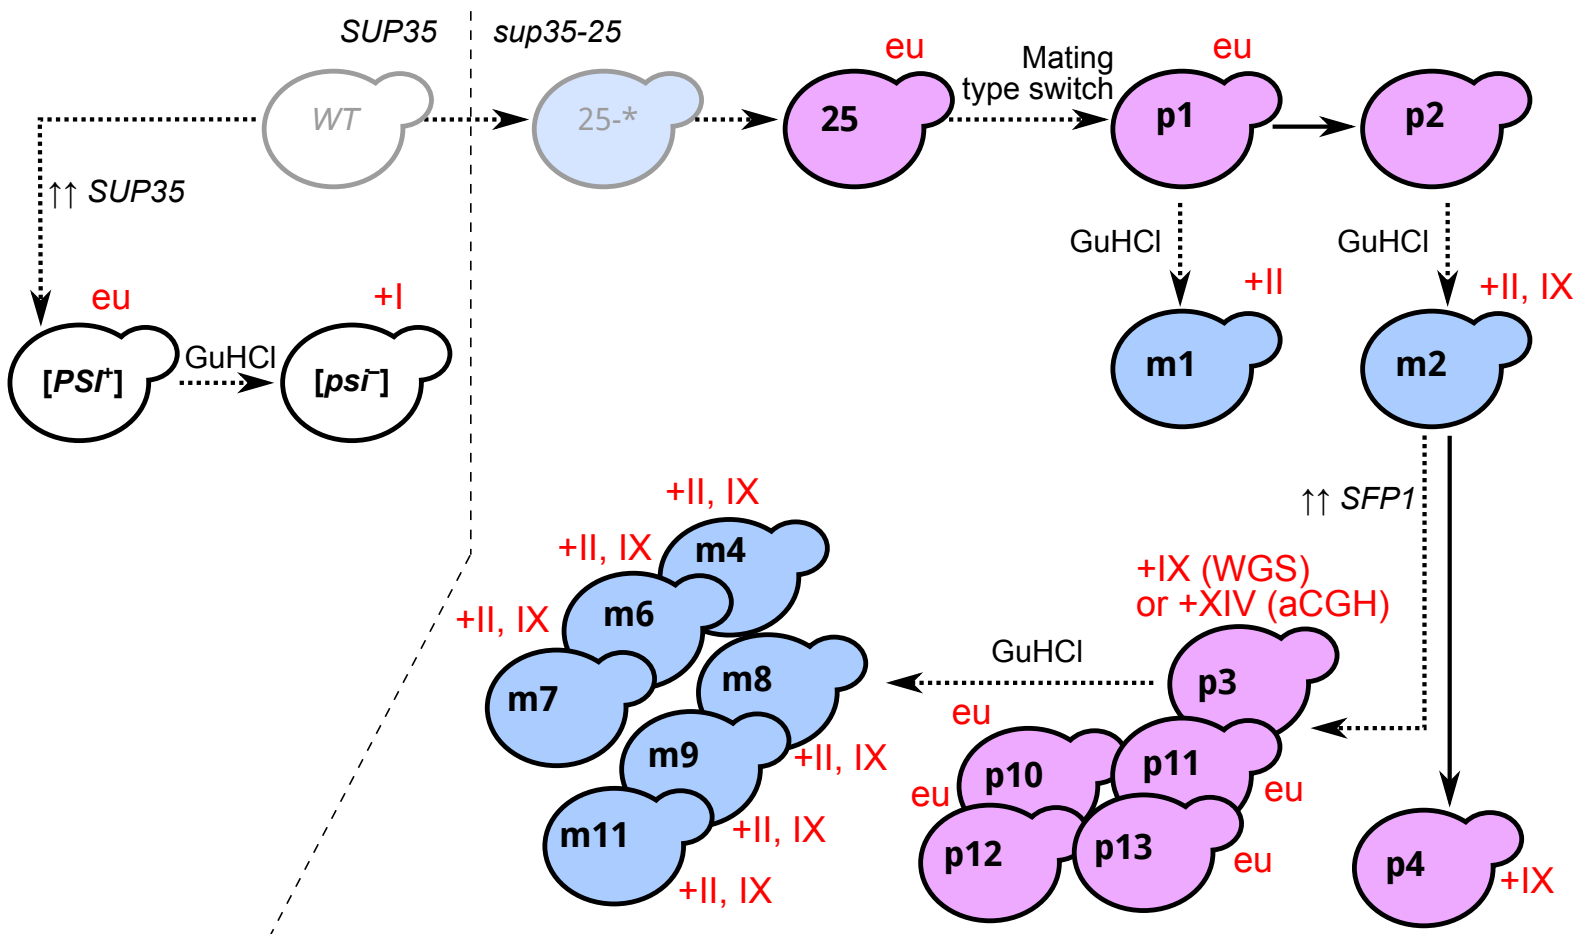 SUP35
sup35-25
eu
eu
WT
25-*
25
Mating
type switch
p1
p2
↑↑ SUP35
GuHCl
GuHCl
eu
+I
+II
+II, IX
[PSI⁺]
GuHCl
[psi⁻]
m1
m2
+II, IX
↑↑ SFP1
+II, IX
m4
+IX (WGS)
or +XIV (aCGH)
+II, IX
m6
GuHCl
m7
m8
p3
eu
m9
+II, IX
p10
p11
eu
eu
m11
+II, IX
p12
p13
eu
p4
+IX
+II, IX